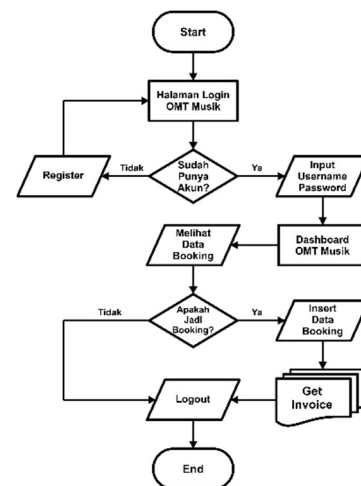 Start
Halaman Login
OMT Musik
Tidak
Sudah
Punya
Akun?
Ya
Register
Input
Username
Password
Melihat
Data
Booking
Dashboard
OMT Musik
Tidak
Apakah
Jadi
Booking?
Ya
Insert
Data
Booking
Logout
Get
Invoice
End